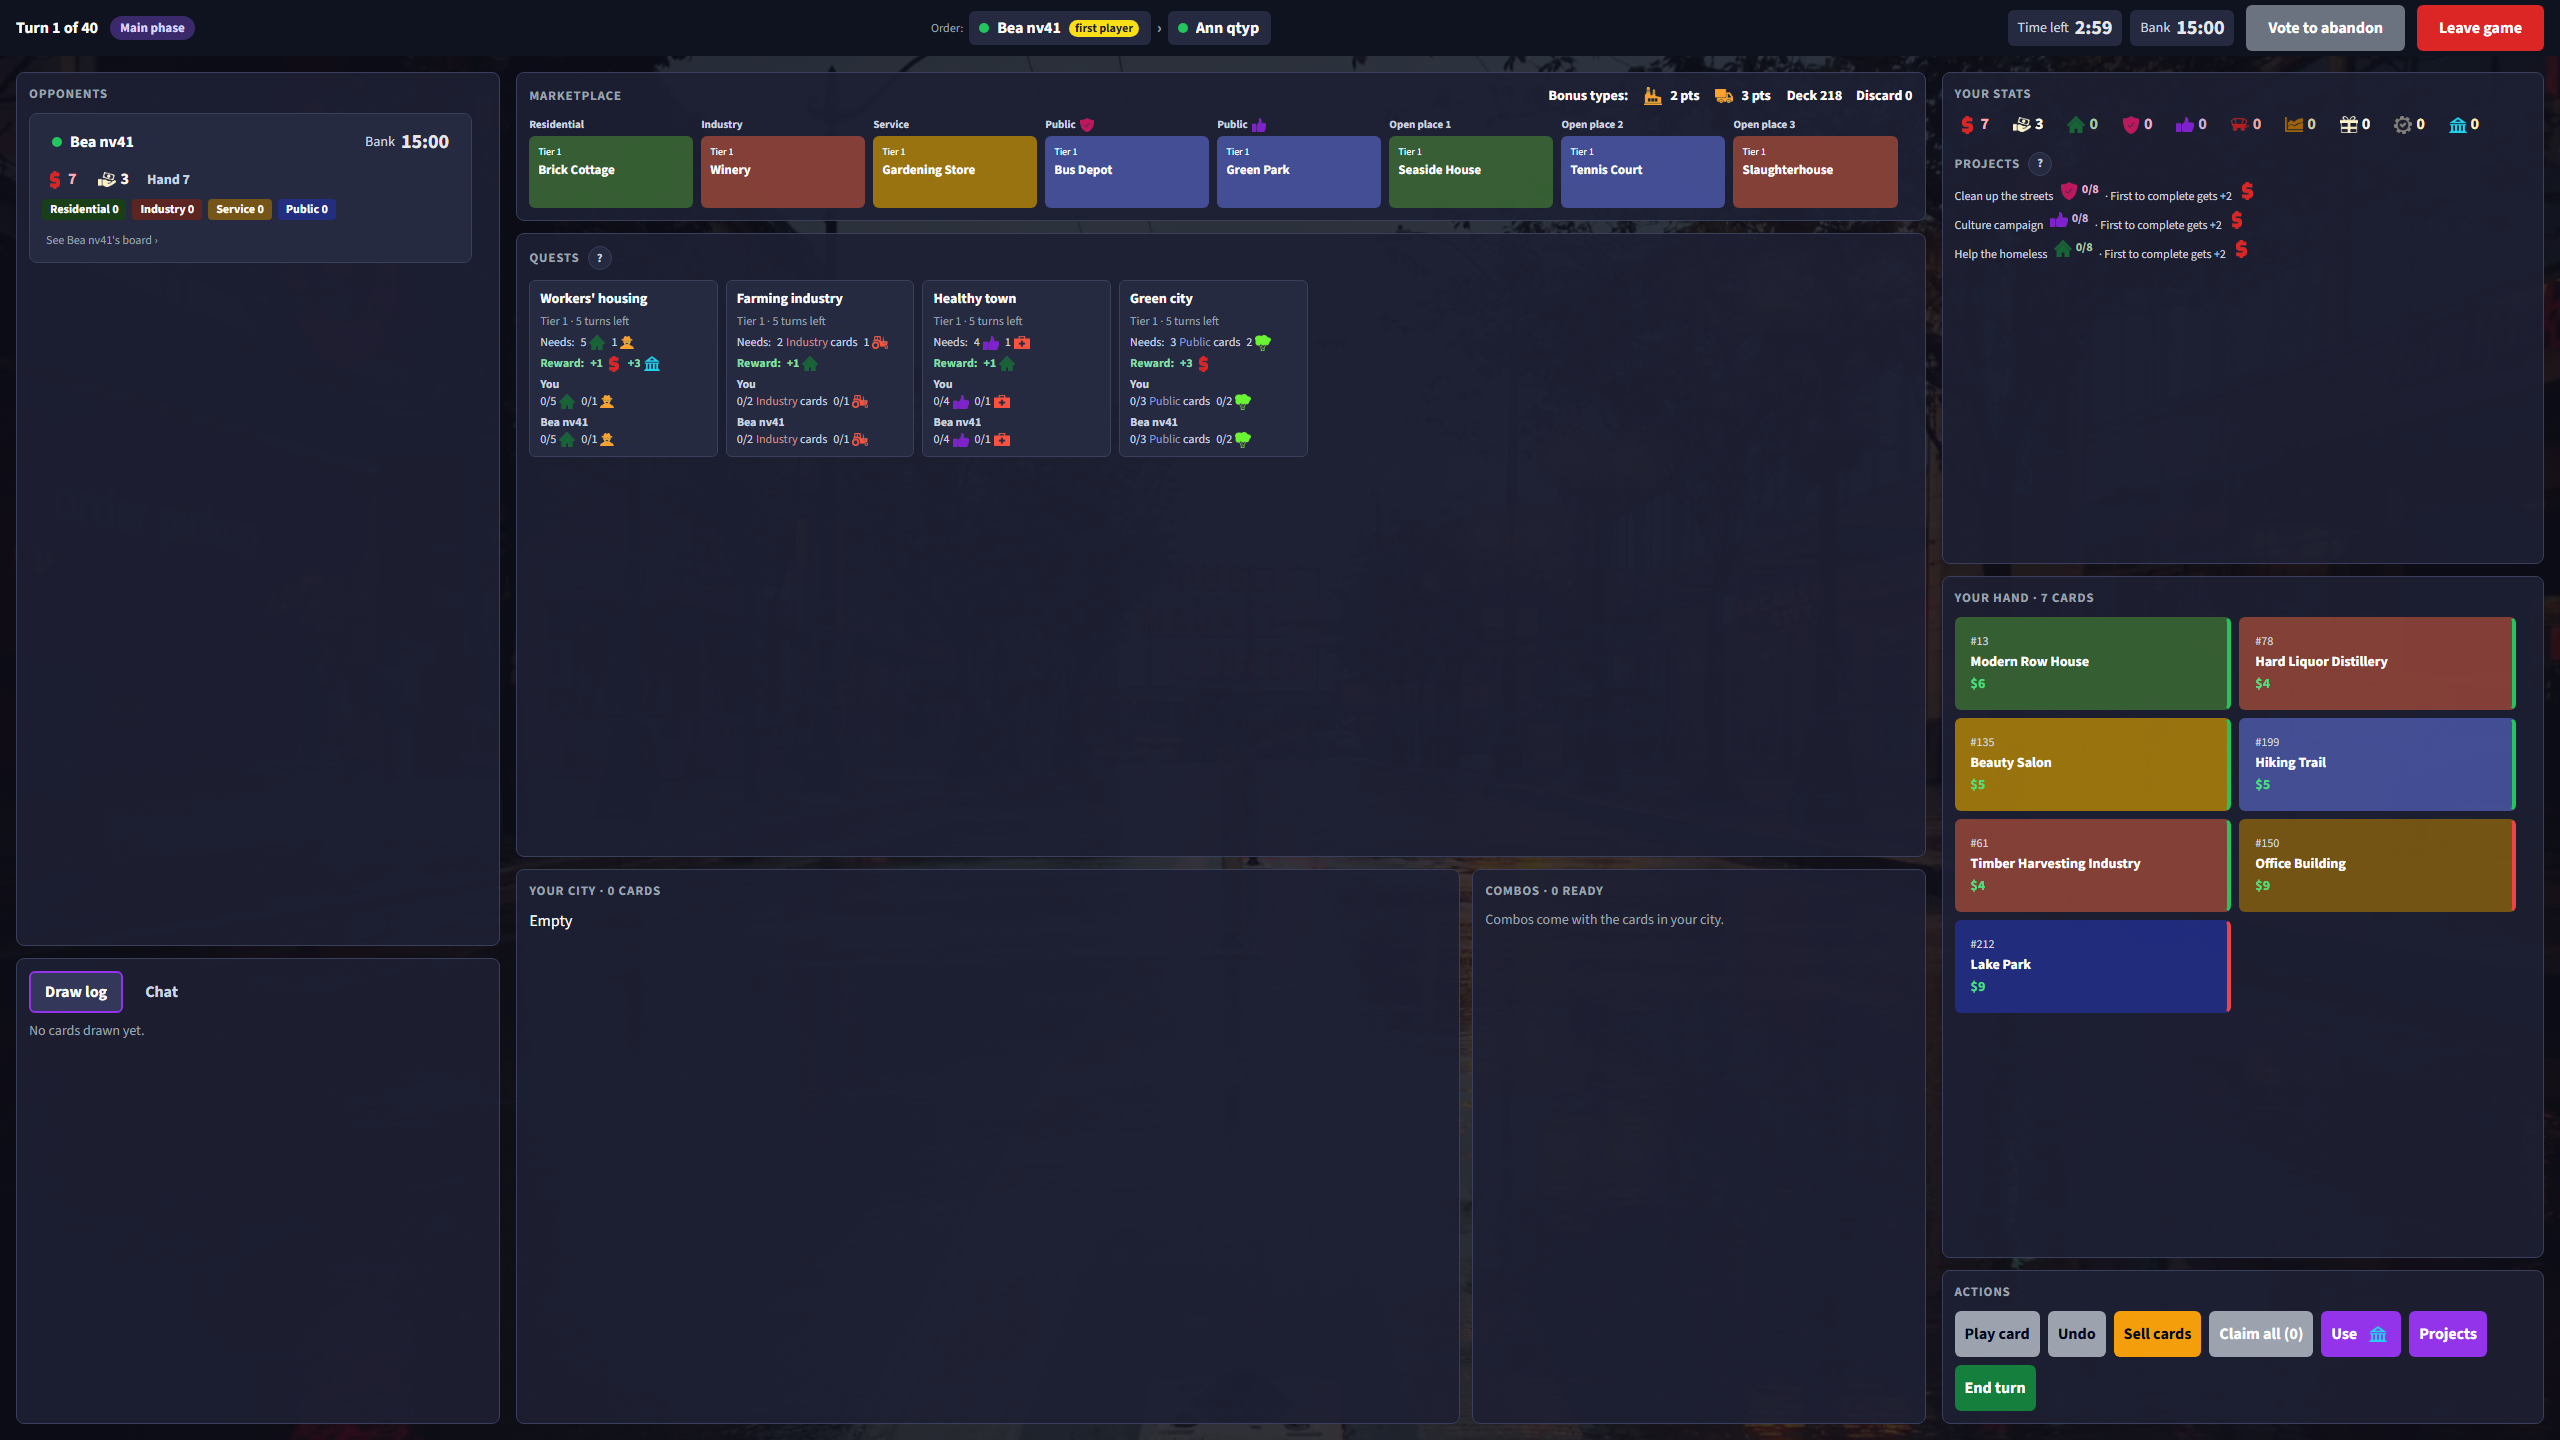 Turn 1 of 40 Main phase
Order: Bea nv41 first player › Ann qtyp
Time left 2:59 Bank 15:00 Vote to abandon Leave game
OPPONENTS
Bea nv41 Bank 15:00
7 3 Hand 7
Residential 0 Industry 0 Service 0 Public 0
See Bea nv41's board ›
Draw log Chat
No cards drawn yet.
MARKETPLACE Bonus types: 2 pts 3 pts Deck 218 Discard 0
Residential Industry Service Public Public Open place 1 Open place 2 Open place 3
Tier 1 Tier 1 Tier 1 Tier 1 Tier 1 Tier 1 Tier 1 Tier 1
Brick Cottage Winery Gardening Store Bus Depot Green Park Seaside House Tennis Court Slaughterhouse
QUESTS ?
Workers' housing
Tier 1 · 5 turns left
Needs: 5 1
Reward: +1 $ +3
You
0/5 0/1
Bea nv41
0/5 0/1
Farming industry
Tier 1 · 5 turns left
Needs: 2 Industry cards 1
Reward: +1
You
0/2 Industry cards 0/1
Bea nv41
0/2 Industry cards 0/1
Healthy town
Tier 1 · 5 turns left
Needs: 4 1
Reward: +1
You
0/4 0/1
Bea nv41
0/4 0/1
Green city
Tier 1 · 5 turns left
Needs: 3 Public cards 2
Reward: +3 $
You
0/3 Public cards 0/2
Bea nv41
0/3 Public cards 0/2
YOUR CITY · 0 CARDS
Empty
COMBOS · 0 READY
Combos come with the cards in your city.
YOUR STATS
$ 7 3 0 0 0 0 0 0 0 0
PROJECTS ?
Clean up the streets 0/8 · First to complete gets +2 $
Culture campaign 0/8 · First to complete gets +2 $
Help the homeless 0/8 · First to complete gets +2 $
YOUR HAND · 7 CARDS
#13
Modern Row House
$6
#78
Hard Liquor Distillery
$4
#135
Beauty Salon
$5
#199
Hiking Trail
$5
#61
Timber Harvesting Industry
$4
#150
Office Building
$9
#212
Lake Park
$9
ACTIONS
Play card Undo Sell cards Claim all (0) Use Projects
End turn